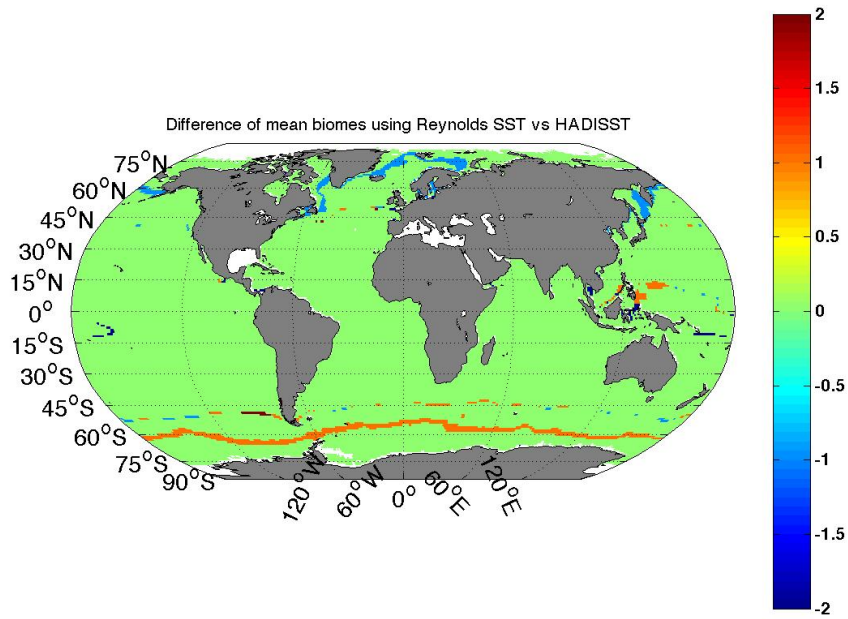 Difference of mean biomes using Reynolds SST vs HADISST
75°N
60°N
45°N
30°N
15°N
0°
15°S
30°S
45°S
60°S
75°S
90°S
120°W
60°W
0°
60°E
120°E
2
1.5
1
0.5
0
-0.5
-1
-1.5
-2